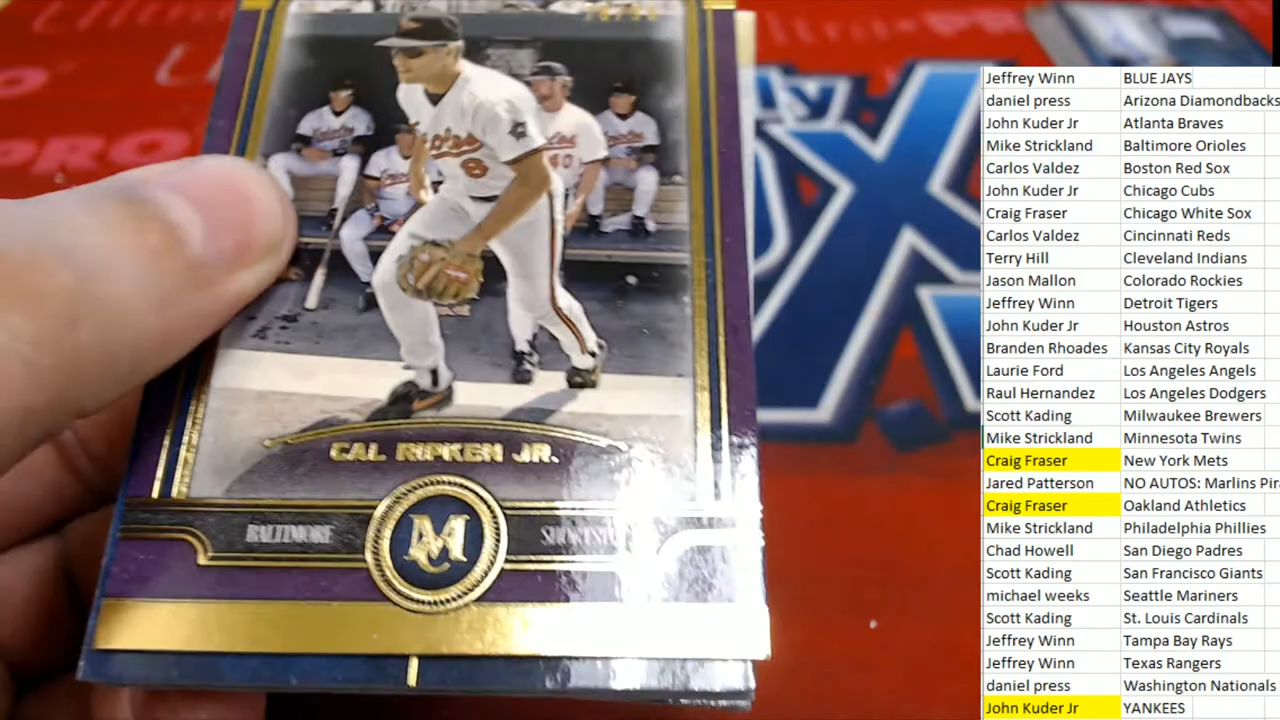 CAL RIPKEN JR.
BALTIMORE
8
40
PRO
Jeffrey Winn BLUE JAYS
daniel press Arizona Diamondbacks
John Kuder Jr Atlanta Braves
Mike Strickland Baltimore Orioles
Carlos Valdez Boston Red Sox
John Kuder Jr Chicago Cubs
Craig Fraser Chicago White Sox
Carlos Valdez Cincinnati Reds
Terry Hill Cleveland Indians
Jason Mallon Colorado Rockies
Jeffrey Winn Detroit Tigers
John Kuder Jr Houston Astros
Branden Rhoades Kansas City Royals
Laurie Ford Los Angeles Angels
Raul Hernandez Los Angeles Dodgers
Scott Kading Milwaukee Brewers
Mike Strickland Minnesota Twins
Craig Fraser New York Mets
Jared Patterson NO AUTOS: Marlins Pir
Craig Fraser Oakland Athletics
Mike Strickland Philadelphia Phillies
Chad Howell San Diego Padres
Scott Kading San Francisco Giants
michael weeks Seattle Mariners
Scott Kading St. Louis Cardinals
Jeffrey Winn Tampa Bay Rays
Jeffrey Winn Texas Rangers
daniel press Washington Nationals
John Kuder Jr YANKEES